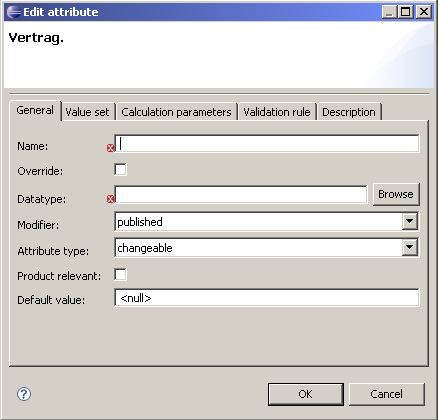 Edit attribute
Vertrag.
General Value set Calculation parameters Validation rule Description
Name:
Override:
Datatype: Browse
Modifier: published
Attribute type: changeable
Product relevant:
Default value: <null>
? OK Cancel